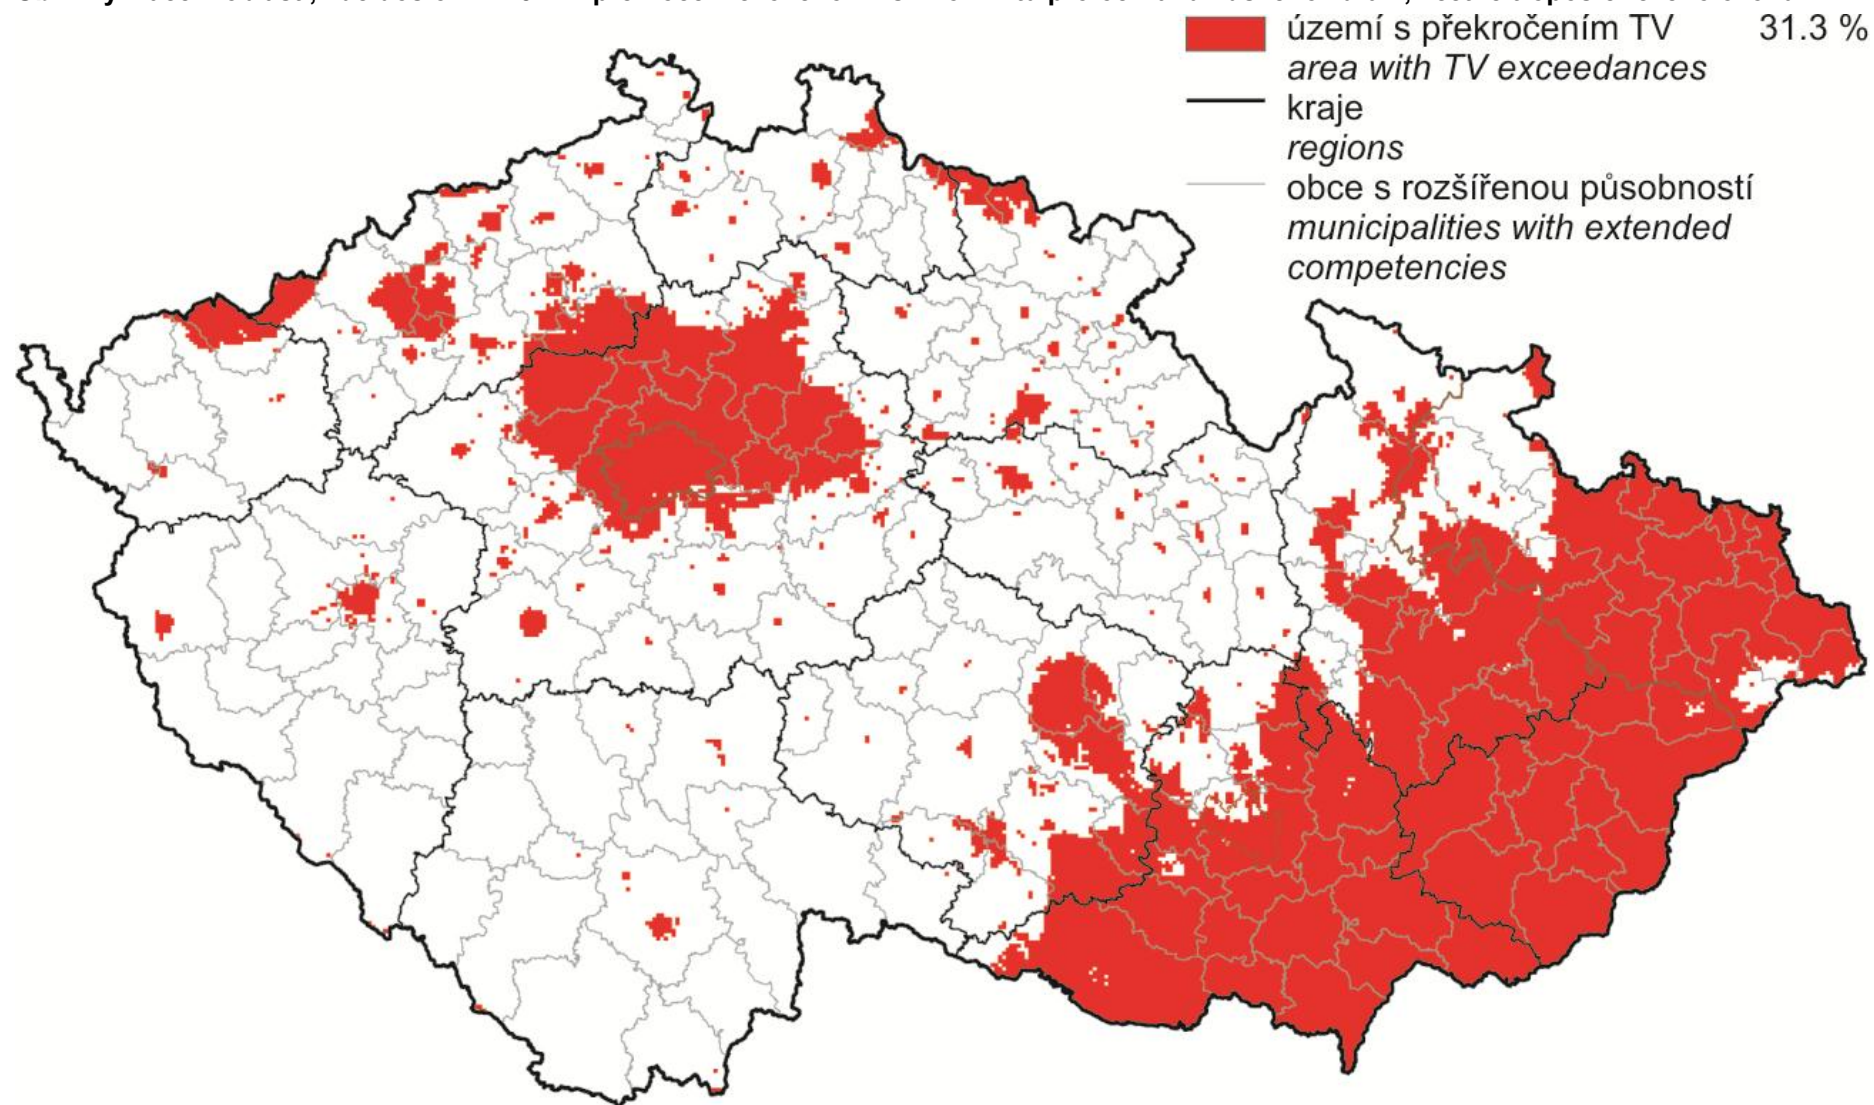 území s překročením TV 31.3 %
area with TV exceedances
kraje
regions
obce s rozšířenou působností
municipalities with extended
competencies